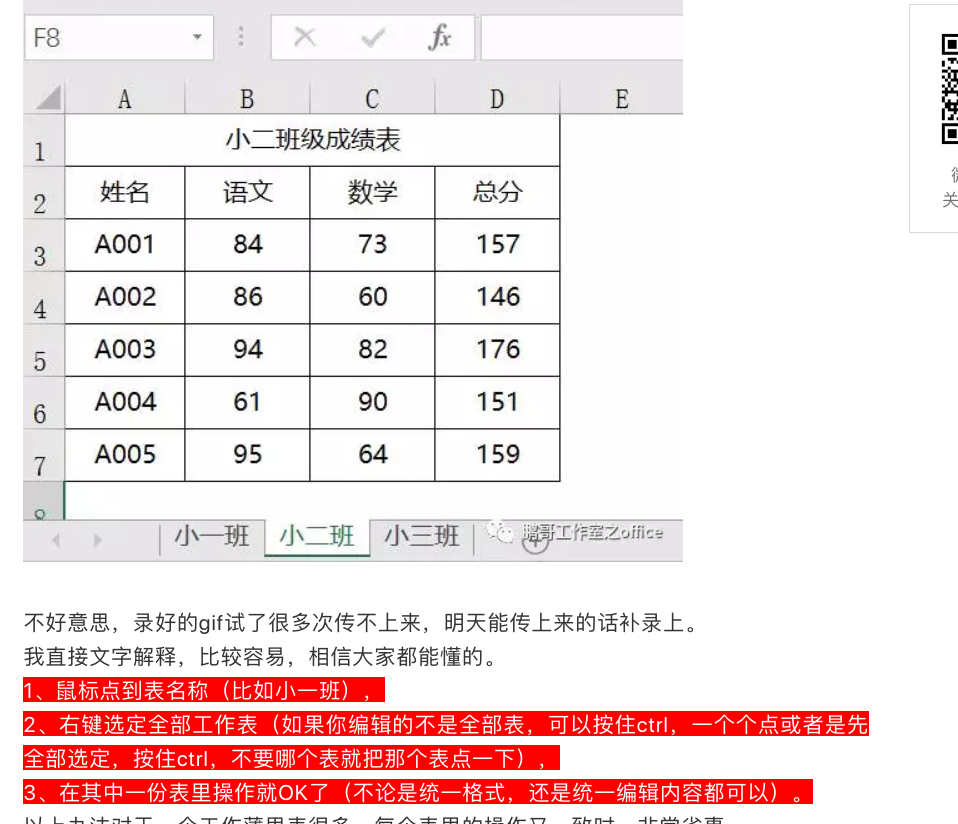 F8
fx
A B C D E
1 小二班级成绩表
2 姓名 语文 数学 总分
3 A001 84 73 157
4 A002 86 60 146
5 A003 94 82 176
6 A004 61 90 151
7 A005 95 64 159
8
小一班 小二班 小三班 鹏哥工作室之office
关
不好意思，录好的gif试了很多次传不上来，明天能传上来的话补录上。
我直接文字解释，比较容易，相信大家都能懂的。
1、鼠标点到表名称（比如小一班），
2、右键选定全部工作表（如果你编辑的不是全部表，可以按住ctrl，一个个点或者是先
全部选定，按住ctrl，不要哪个表就把那个表点一下），
3、在其中一份表里操作就OK了（不论是统一格式，还是统一编辑内容都可以）。